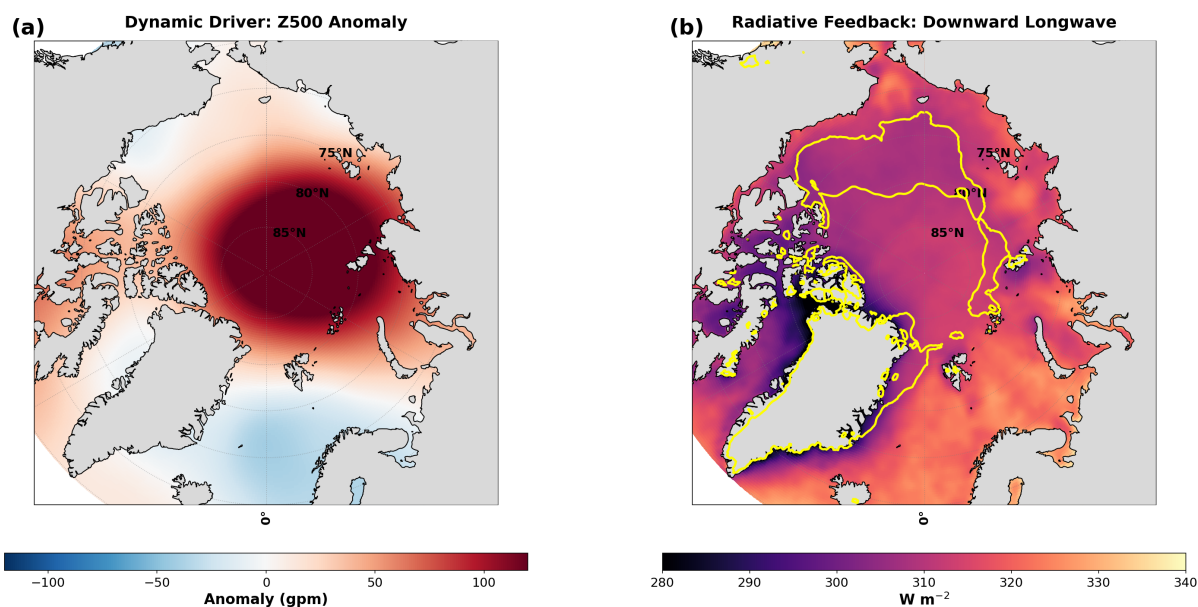 (a)
Dynamic Driver: Z500 Anomaly
75°N
80°N
85°N
0°
−100
−50
0
50
100
Anomaly (gpm)
(b)
Radiative Feedback: Downward Longwave
75°N
80°N
85°N
0°
280
290
300
310
320
330
340
W m⁻²